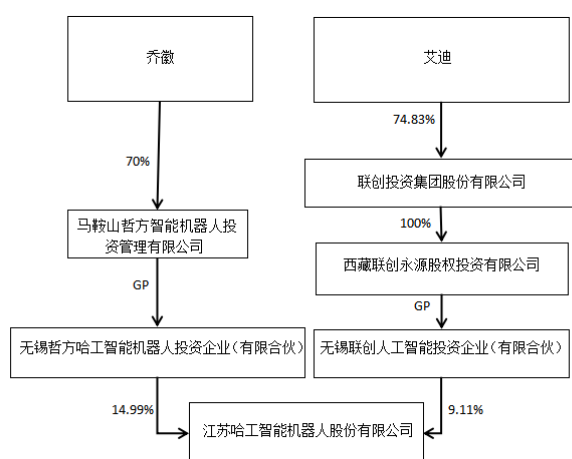 乔徽
艾迪
74.83%
70%
联创投资集团股份有限公司
100%
马鞍山哲方智能机器人投
资管理有限公司
西藏联创永源股权投资有限公司
GP
GP
无锡哲方哈工智能机器人投资企业（有限合伙）
无锡联创人工智能投资企业（有限合伙）
14.99%
9.11%
江苏哈工智能机器人股份有限公司